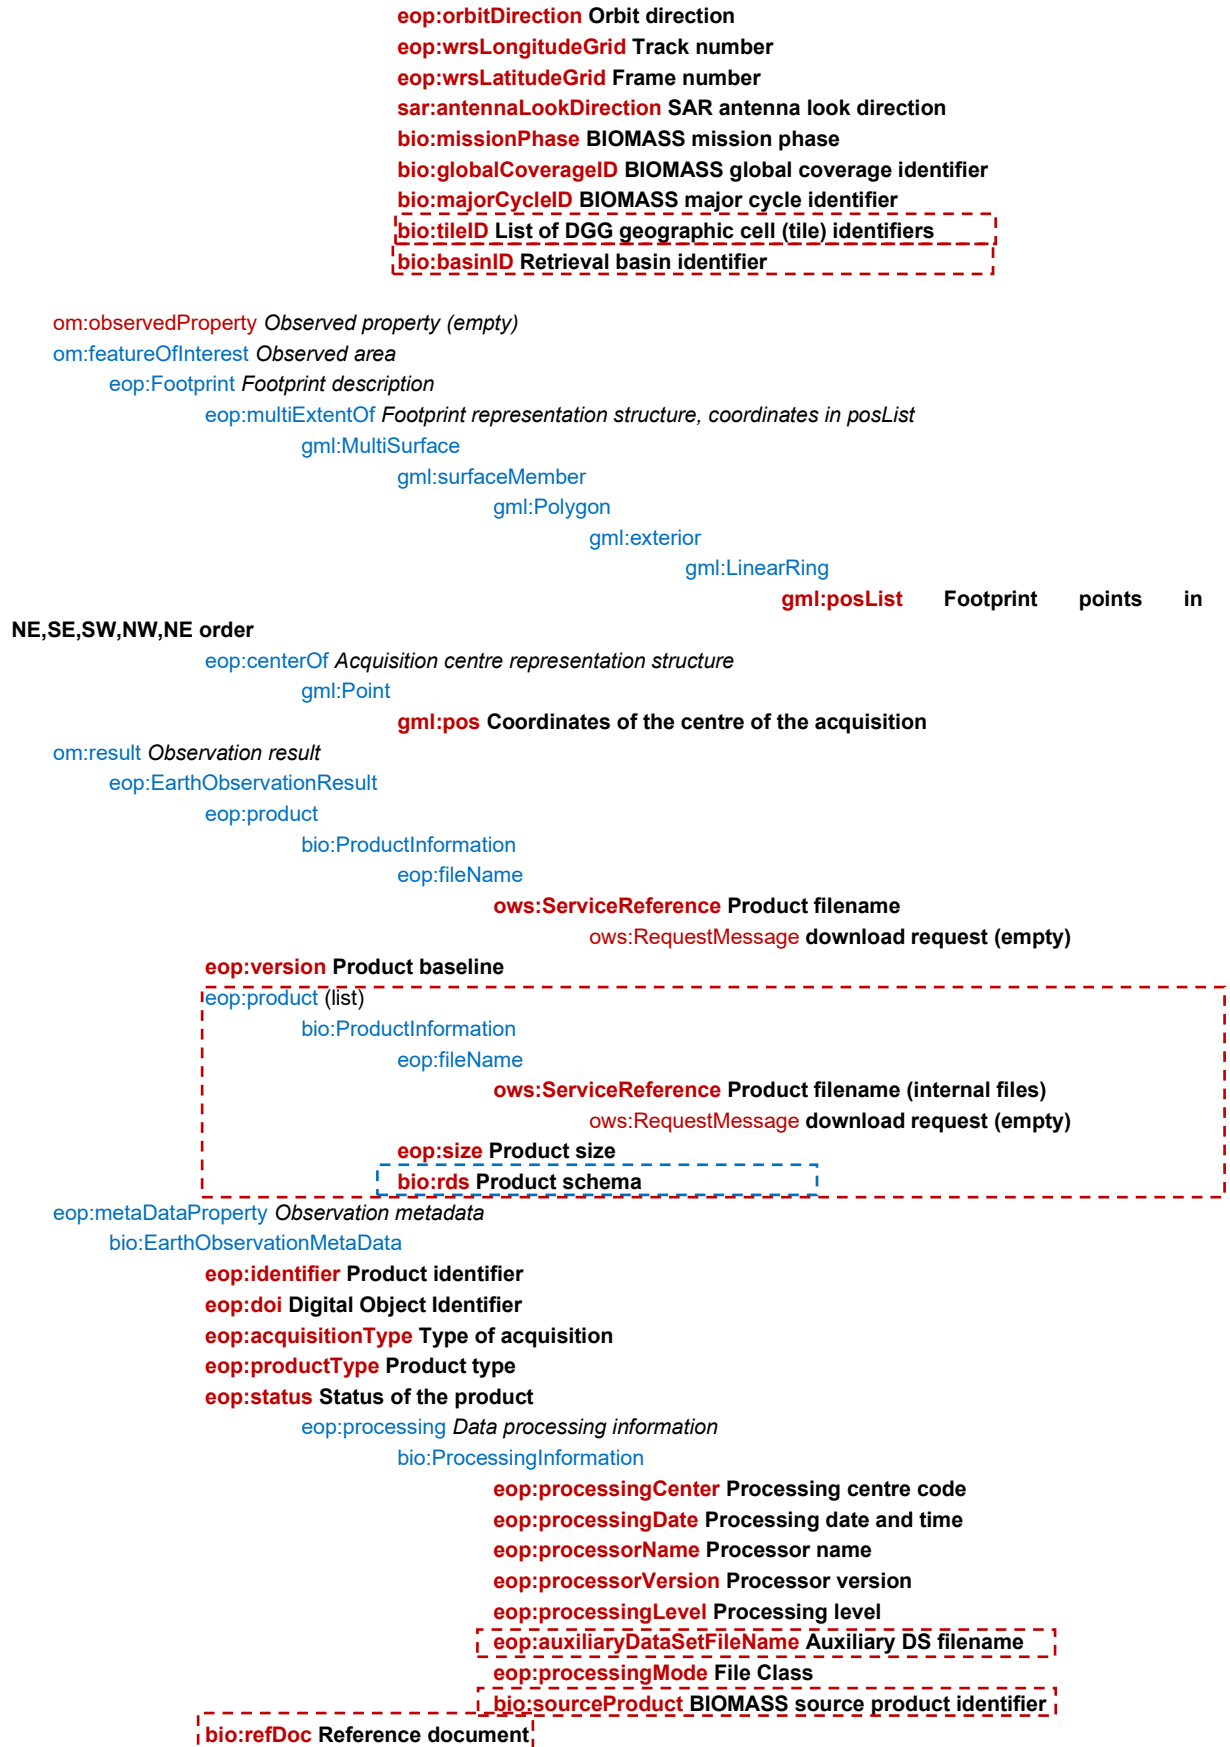 eop:orbitDirection Orbit direction
eop:wrsLongitudeGrid Track number
eop:wrsLatitudeGrid Frame number
sar:antennaLookDirection SAR antenna look direction
bio:missionPhase BIOMASS mission phase
bio:globalCoverageID BIOMASS global coverage identifier
bio:majorCycleID BIOMASS major cycle identifier
bio:tileID List of DGG geographic cell (tile) identifiers
bio:basinID Retrieval basin identifier
om:observedProperty Observed property (empty)
om:featureOfInterest Observed area
eop:Footprint Footprint description
eop:multiExtentOf Footprint representation structure, coordinates in posList
gml:MultiSurface
gml:surfaceMember
gml:Polygon
gml:exterior
gml:LinearRing
gml:posList Footprint points in
NE,SE,SW,NW,NE order
eop:centerOf Acquisition centre representation structure
gml:Point
gml:pos Coordinates of the centre of the acquisition
om:result Observation result
eop:EarthObservationResult
eop:product
bio:ProductInformation
eop:fileName
ows:ServiceReference Product filename
ows:RequestMessage download request (empty)
eop:version Product baseline
eop:product (list)
bio:ProductInformation
eop:fileName
ows:ServiceReference Product filename (internal files)
ows:RequestMessage download request (empty)
eop:size Product size
bio:rds Product schema
eop:metaDataProperty Observation metadata
bio:EarthObservationMetaData
eop:identifier Product identifier
eop:doi Digital Object Identifier
eop:acquisitionType Type of acquisition
eop:productType Product type
eop:status Status of the product
eop:processing Data processing information
bio:ProcessingInformation
eop:processingCenter Processing centre code
eop:processingDate Processing date and time
eop:processorName Processor name
eop:processorVersion Processor version
eop:processingLevel Processing level
eop:auxiliaryDataSetFileName Auxiliary DS filename
eop:processingMode File Class
bio:sourceProduct BIOMASS source product identifier
bio:refDoc Reference document